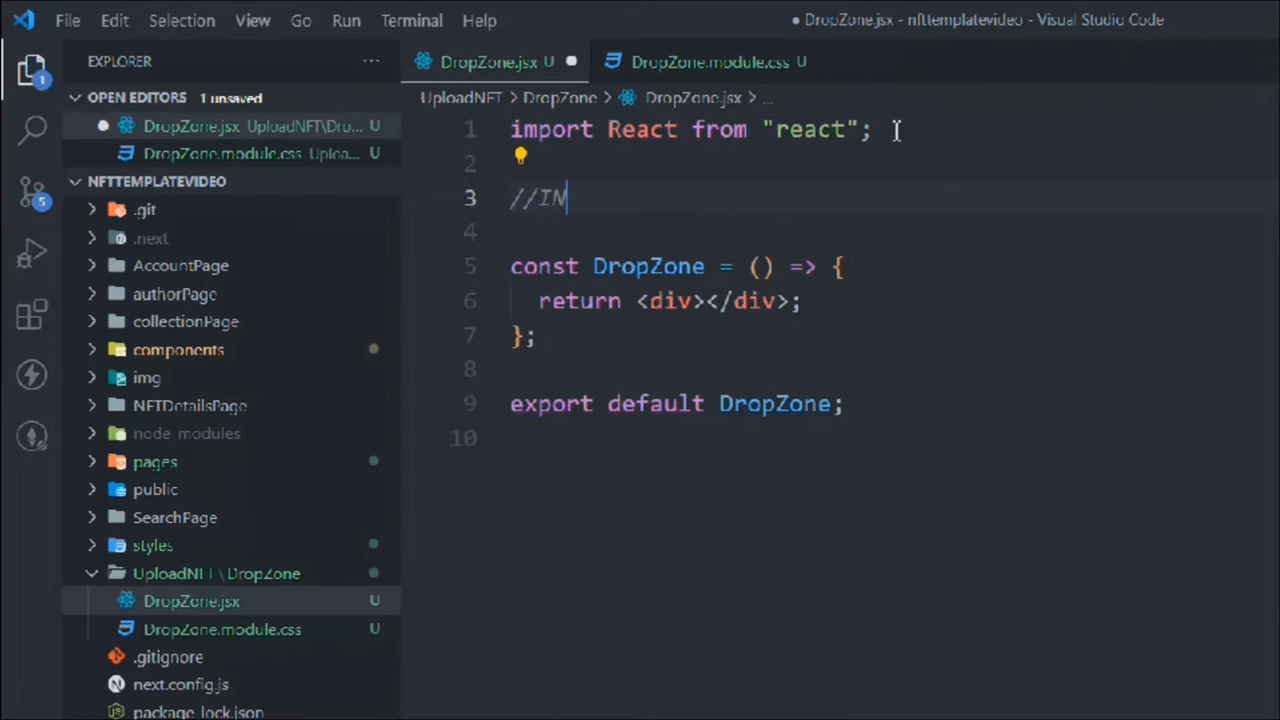 File Edit Selection View Go Run Terminal Help ● DropZone.jsx - nfttemplatevideo - Visual Studio Code
EXPLORER ···
OPEN EDITORS 1 unsaved
DropZone.jsx UploadNFT\Dro... U
DropZone.module.css Uploa... U
NFTTEMPLATEVIDEO
.git
.next
AccountPage
authorPage
collectionPage
components
img
NFTDetailsPage
node_modules
pages
public
SearchPage
styles
UploadNFT \ DropZone
DropZone.jsx U
DropZone.module.css U
.gitignore
next.config.js
package-lock.json
1
5
DropZone.jsx U
DropZone.module.css U
UploadNFT > DropZone > DropZone.jsx > ...
1 import React from "react";
2
3 //IN
4
5 const DropZone = () => {
6 return <div></div>;
7 };
8
9 export default DropZone;
10